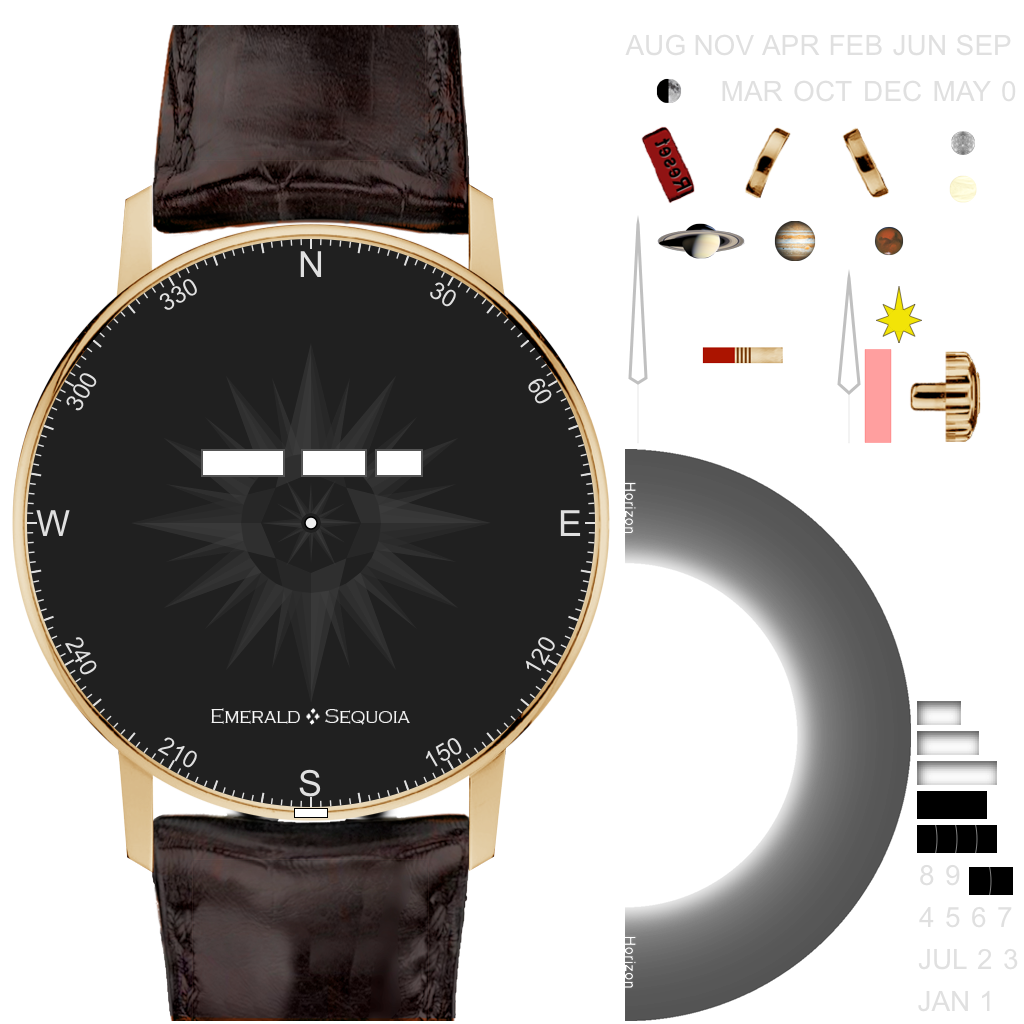 AUG NOV APR FEB JUN SEP
MAR OCT DEC MAY 0
Reset
N
330
30
300
60
W
E
240
120
210
150
S
EMERALD SEQUOIA
Horizon
Horizon
8 9
4 5 6 7
JUL 2 3
JAN 1